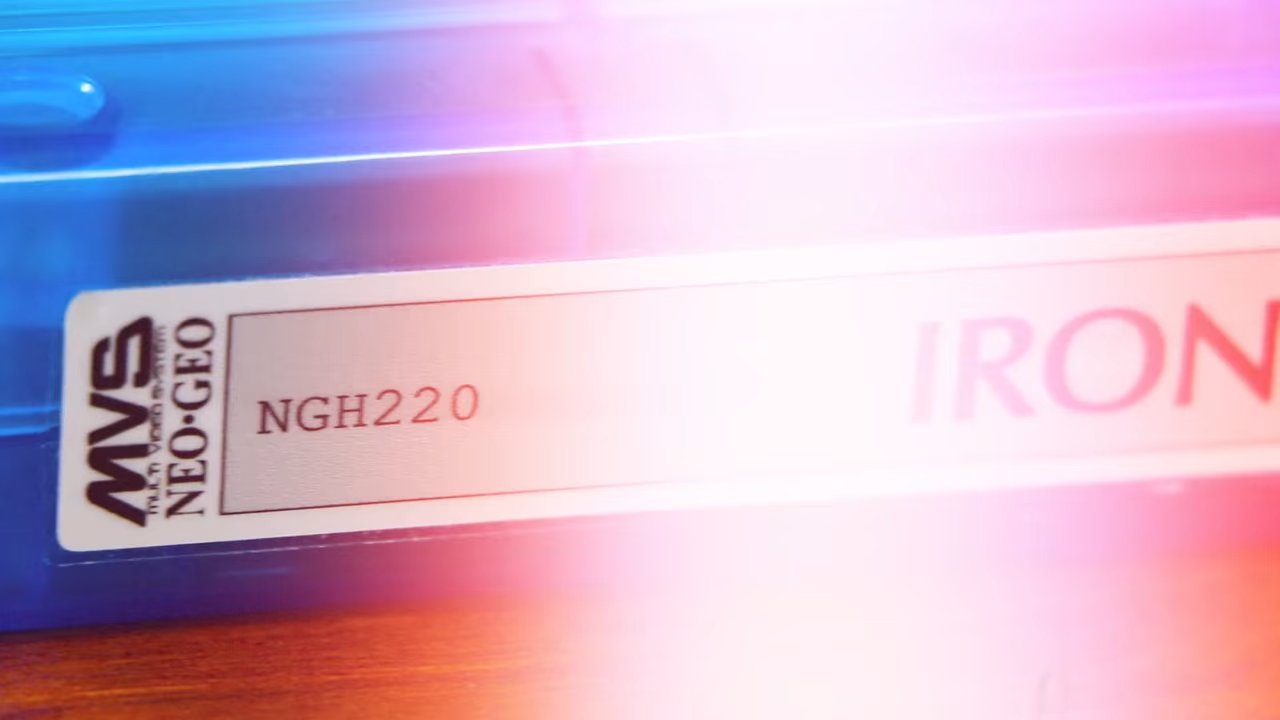 MVS
MULTI VIDEO SYSTEM
NEO•GEO
NGH220
IRON